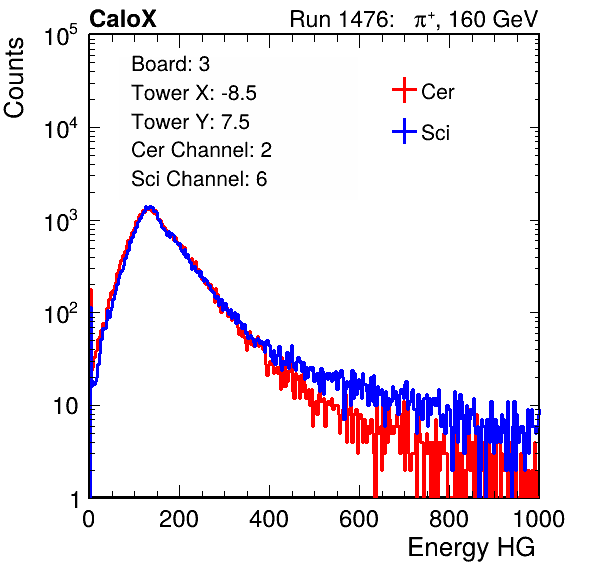 CaloX Run 1476: π⁺, 160 GeV
Counts
10⁵
10⁴
10³
10²
10
1
Board: 3
Tower X: -8.5
Tower Y: 7.5
Cer Channel: 2
Sci Channel: 6
Cer
Sci
0 200 400 600 800 1000
Energy HG